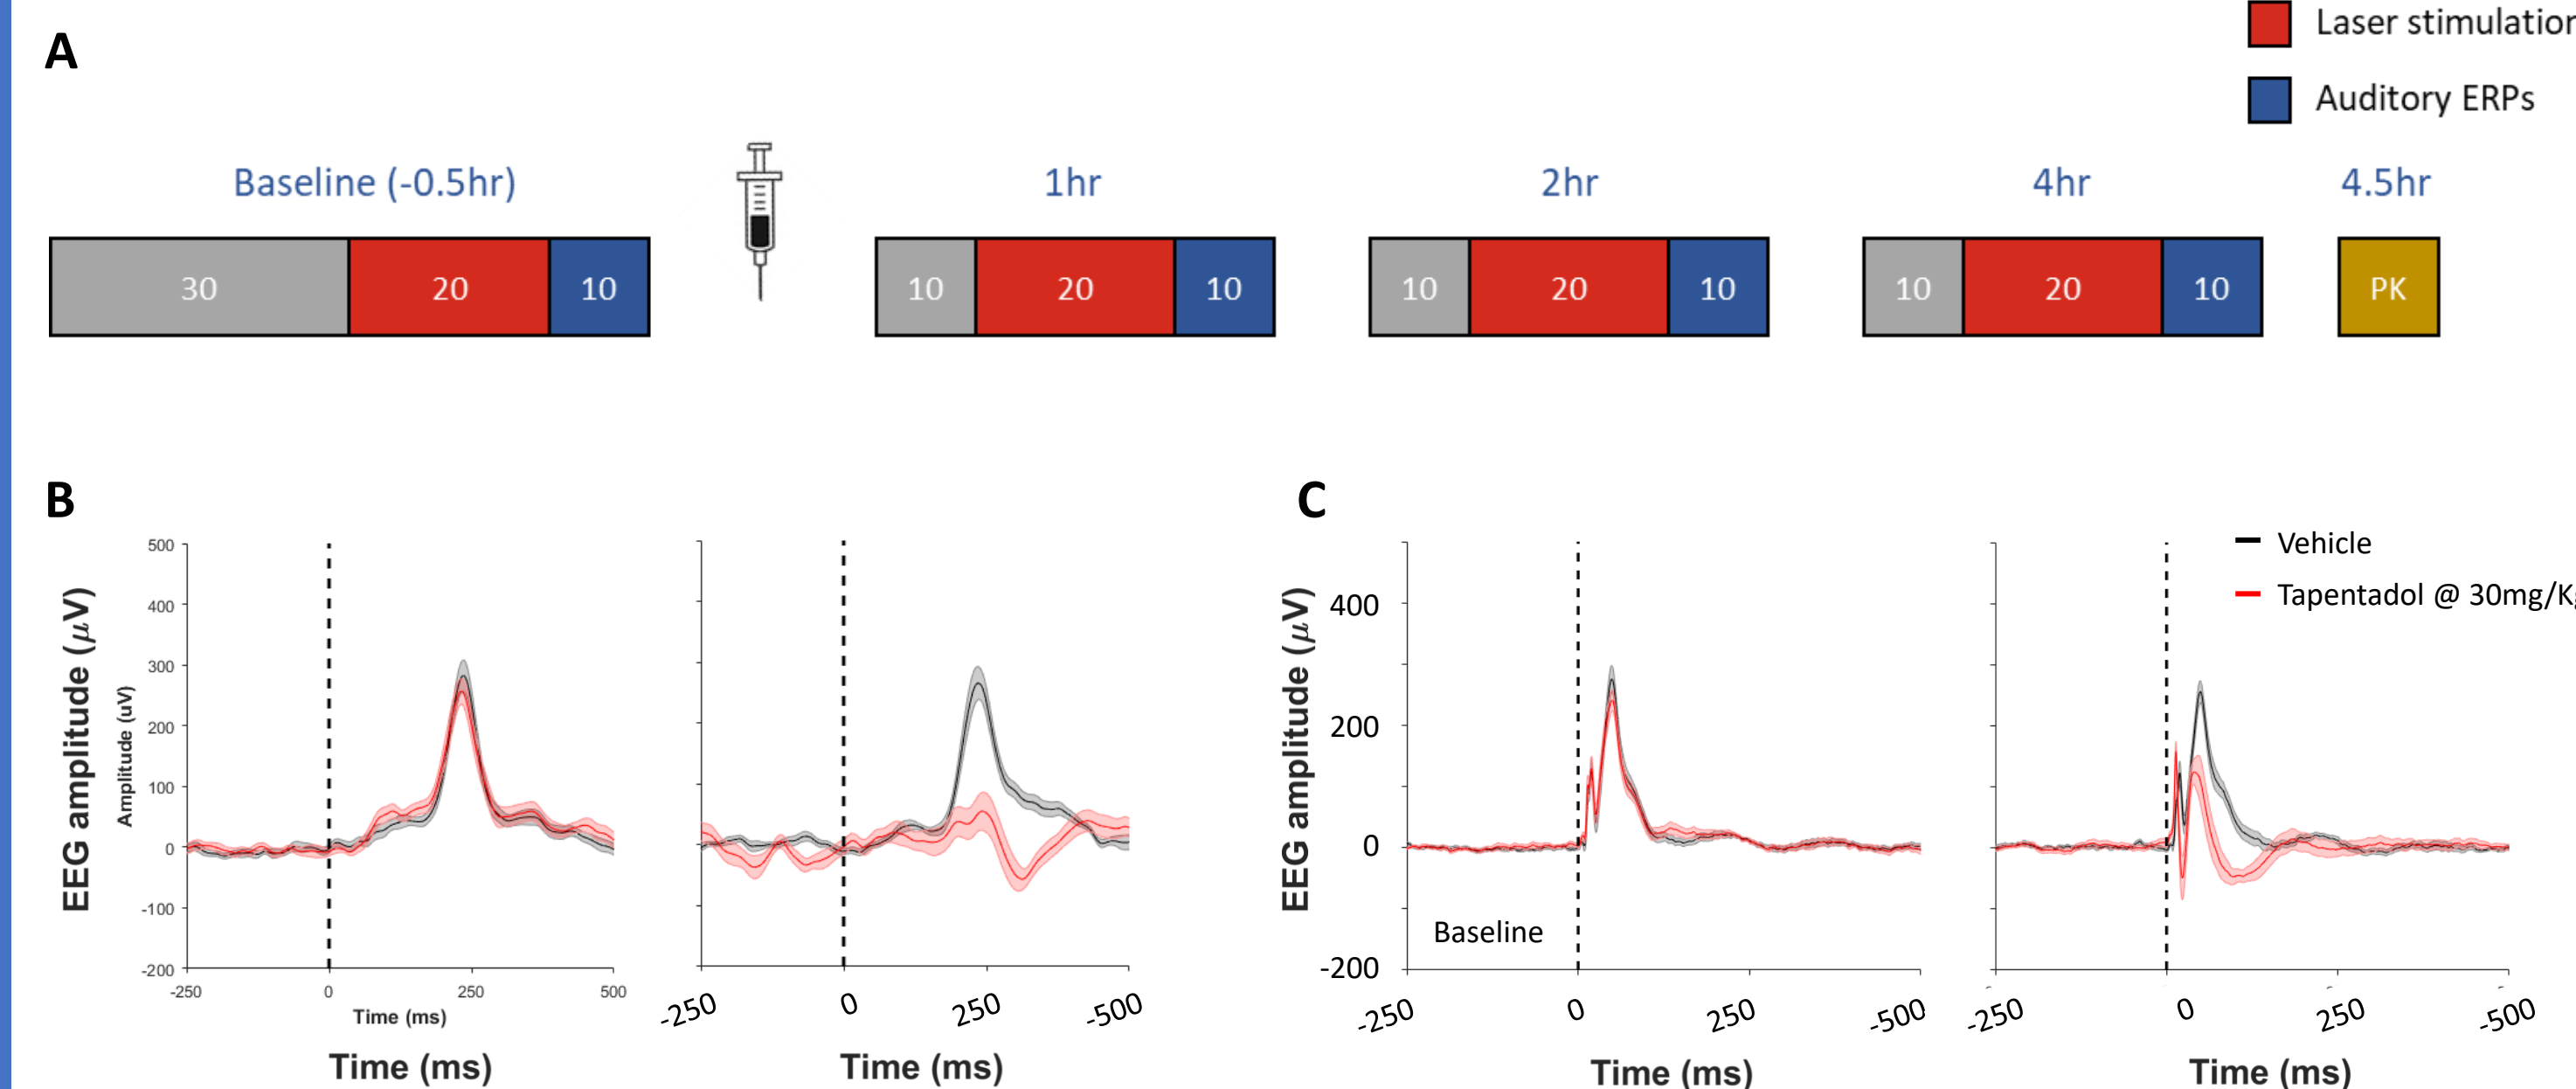 A
Laser stimulation
Auditory ERPs
Baseline (-0.5hr)
1hr
2hr
4hr
4.5hr
30
20
10
10
20
10
10
20
10
10
20
10
PK
B
EEG amplitude (μV)
Amplitude (uV)
500
400
300
200
100
0
-100
-200
-250
0
250
500
Time (ms)
Time (ms)
-250
0
250
-500
Time (ms)
C
EEG amplitude (μV)
400
200
0
-200
Baseline
-250
0
250
-500
Time (ms)
Vehicle
Tapentadol @ 30mg/K
-250
0
250
-500
Time (ms)